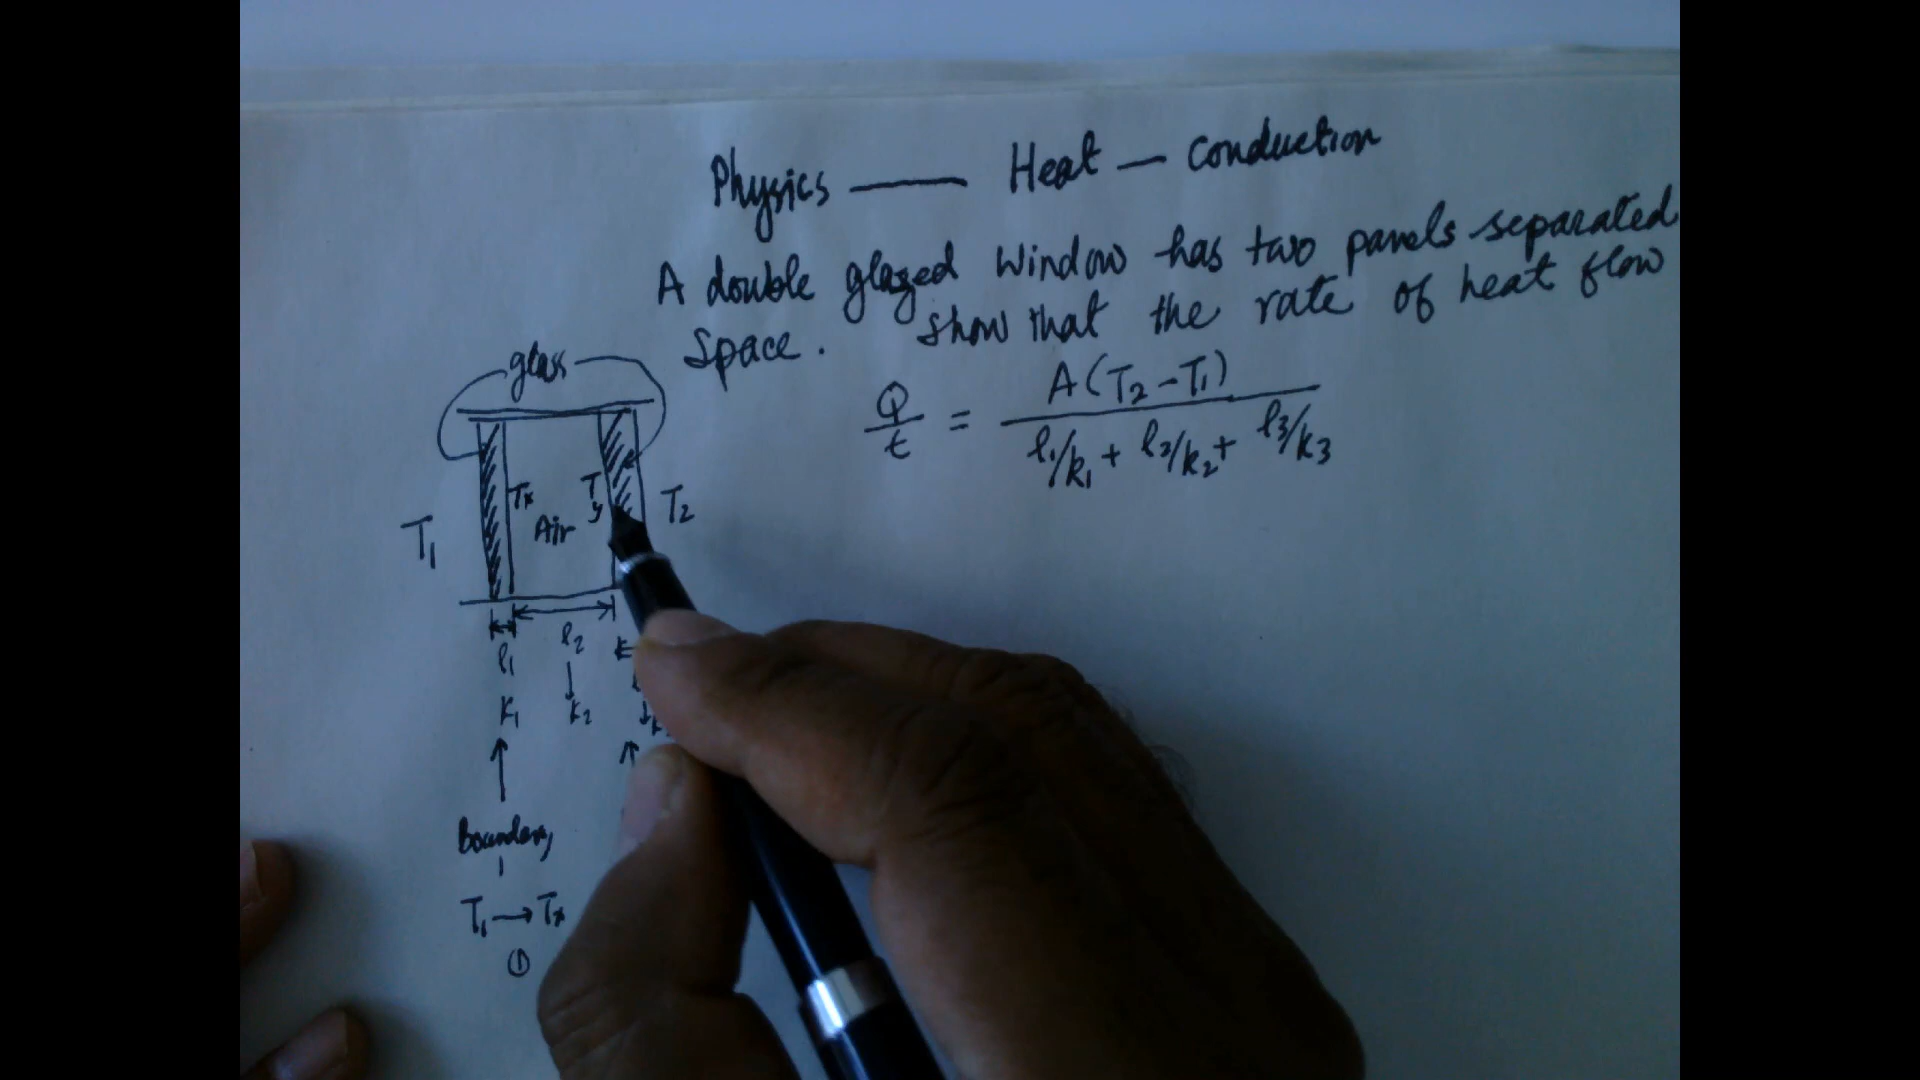 Physics — Heat — Conduction
A double glazed window has two panels separated
space. show that the rate of heat flow
Q/t = A(T2-T1) / l1/k1 + l2/k2 + l3/k3
glass
Tx
Ty
Air
T1
T2
l1
l2
K1
k2
Boundary
T1 → Tx
①